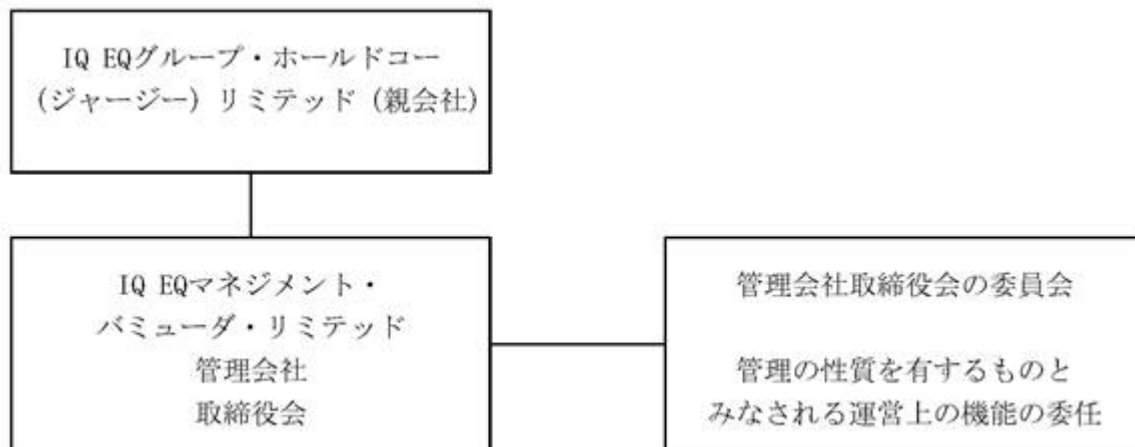 IQ EQグループ・ホールドコー
(ジャージー) リミテッド (親会社)
IQ EQマネジメント・
バミューダ・リミテッド
管理会社
取締役会
管理会社取締役会の委員会
管理の性質を有するものと
みなされる運営上の機能の委任